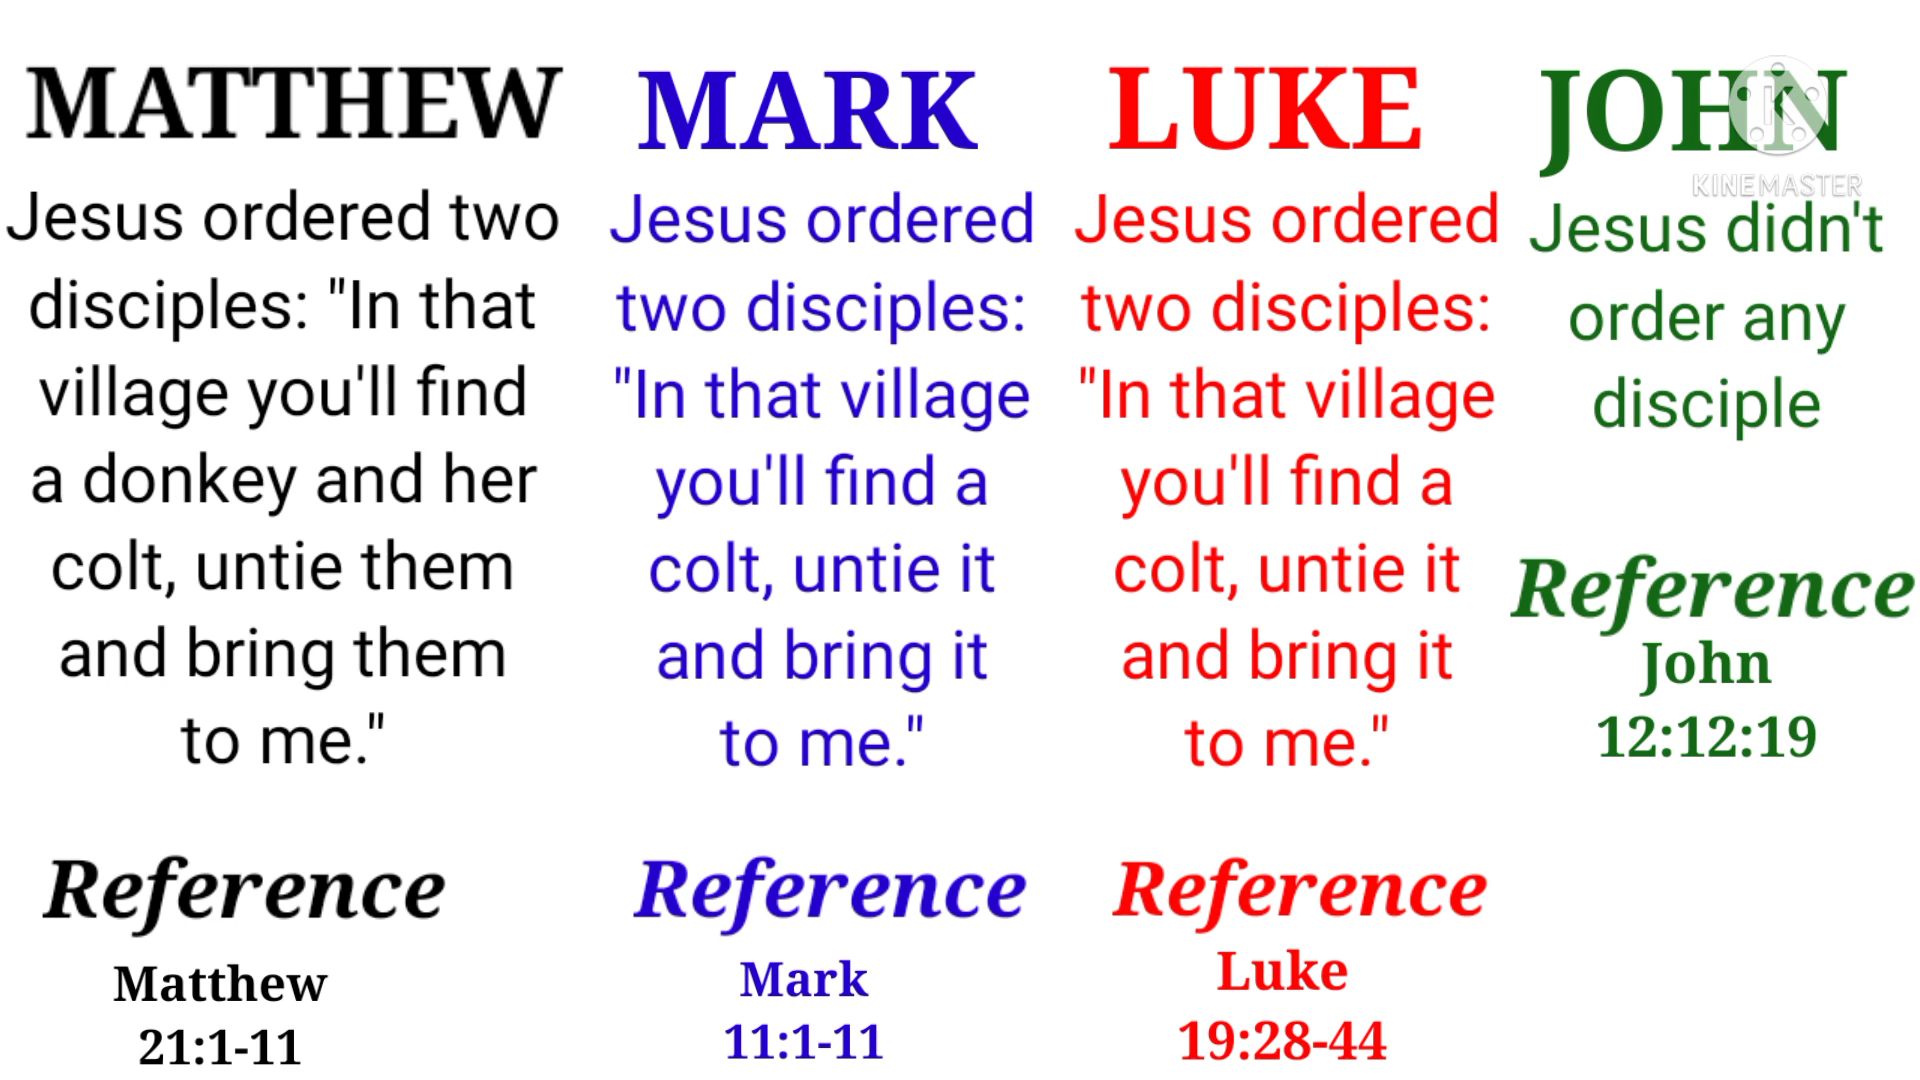 MATTHEW
Jesus ordered two
disciples: "In that
village you'll find
a donkey and her
colt, untie them
and bring them
to me."
Reference
Matthew
21:1-11
MARK
Jesus ordered
two disciples:
"In that village
you'll find a
colt, untie it
and bring it
to me."
Reference
Mark
11:1-11
LUKE
Jesus ordered
two disciples:
"In that village
you'll find a
colt, untie it
and bring it
to me."
Reference
Luke
19:28-44
JOHN
K
KINEMASTER
Jesus didn't
order any
disciple
Reference
John
12:12:19